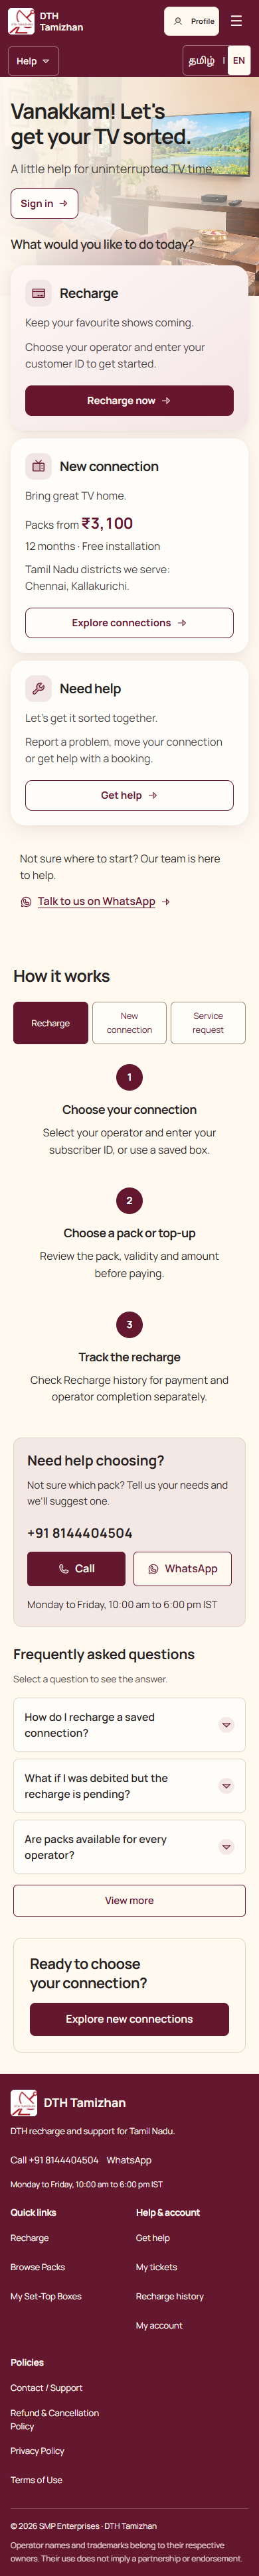 DTH
Tamizhan
Profile
Help
தமிழ் | EN
Vanakkam! Let's
get your TV sorted.
A little help for uninterrupted TV time.
Sign in
What would you like to do today?
Recharge
Keep your favourite shows coming.
Choose your operator and enter your
customer ID to get started.
Recharge now
New connection
Bring great TV home.
Packs from ₹3,100
12 months · Free installation
Tamil Nadu districts we serve:
Chennai, Kallakurichi.
Explore connections
Need help
Let's get it sorted together.
Report a problem, move your connection
or get help with a booking.
Get help
Not sure where to start? Our team is here
to help.
Talk to us on WhatsApp
How it works
Recharge
New
connection
Service
request
1
Choose your connection
Select your operator and enter your
subscriber ID, or use a saved box.
2
Choose a pack or top-up
Review the pack, validity and amount
before paying.
3
Track the recharge
Check Recharge history for payment and
operator completion separately.
Need help choosing?
Not sure which pack? Tell us your needs and
we'll suggest one.
+91 8144404504
Call
WhatsApp
Monday to Friday, 10:00 am to 6:00 pm IST
Frequently asked questions
Select a question to see the answer.
How do I recharge a saved
connection?
What if I was debited but the
recharge is pending?
Are packs available for every
operator?
View more
Ready to choose
your connection?
Explore new connections
DTH Tamizhan
DTH recharge and support for Tamil Nadu.
Call +91 8144404504 WhatsApp
Monday to Friday, 10:00 am to 6:00 pm IST
Quick links
Recharge
Browse Packs
My Set-Top Boxes
Help & account
Get help
My tickets
Recharge history
My account
Policies
Contact / Support
Refund & Cancellation
Policy
Privacy Policy
Terms of Use
© 2026 SMP Enterprises · DTH Tamizhan
Operator names and trademarks belong to their respective
owners. Their use does not imply a partnership or endorsement.